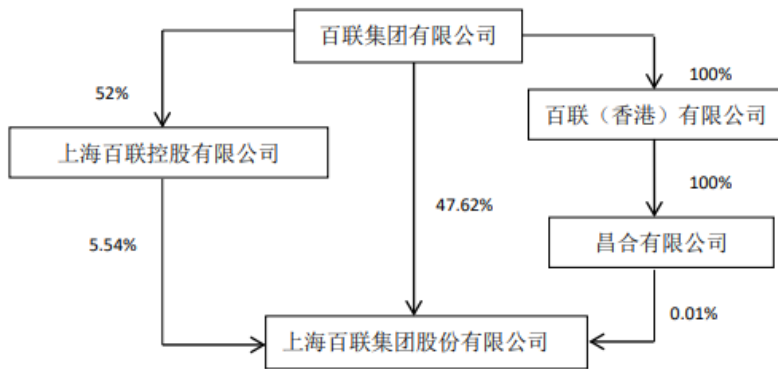 百联集团有限公司
52%
100%
百联（香港）有限公司
上海百联控股有限公司
100%
47.62%
5.54%
昌合有限公司
0.01%
上海百联集团股份有限公司